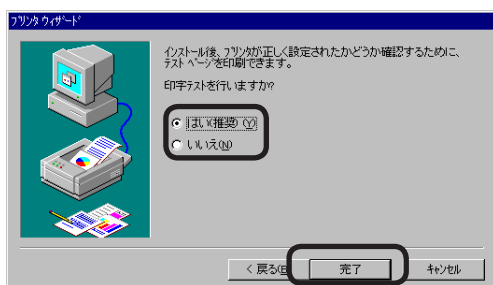 プリンタ ウィザード
インストール後、プリンタが正しく設定されたかどうか確認するために、
テスト ページを印刷できます。
印字テストを行いますか?
はい(推奨) (Y)
いいえ(N)
< 戻る(B
完了
キャンセル